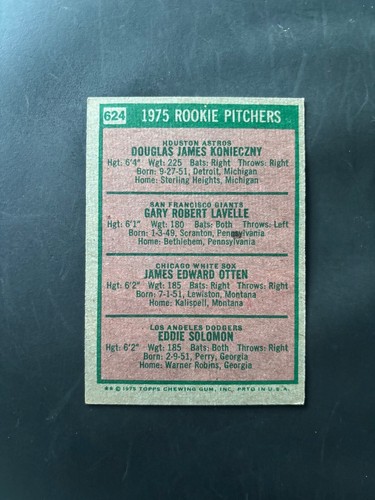 624 1975 ROOKIE PITCHERS
HOUSTON ASTROS
DOUGLAS JAMES KONIECZNY
Hgt: 6'4" Wgt: 225 Bats: Right Throws: Right
Born: 9-27-51, Detroit, Michigan
Home: Sterling Heights, Michigan
SAN FRANCISCO GIANTS
GARY ROBERT LAVELLE
Hgt: 6'1" Wgt: 180 Bats: Both Throws: Left
Born: 1-3-49, Scranton, Pennsylvania
Home: Bethlehem, Pennsylvania
CHICAGO WHITE SOX
JAMES EDWARD OTTEN
Hgt: 6'2" Wgt: 185 Bats: Right Throws: Right
Born: 7-1-51, Lewiston, Montana
Home: Kalispell, Montana
LOS ANGELES DODGERS
EDDIE SOLOMON
Hgt: 6'2" Wgt: 185 Bats: Both Throws: Right
Born: 2-9-51, Perry, Georgia
Home: Warner Robins, Georgia
** © 1975 TOPPS CHEWING GUM, INC. PRTD IN U.S.A.